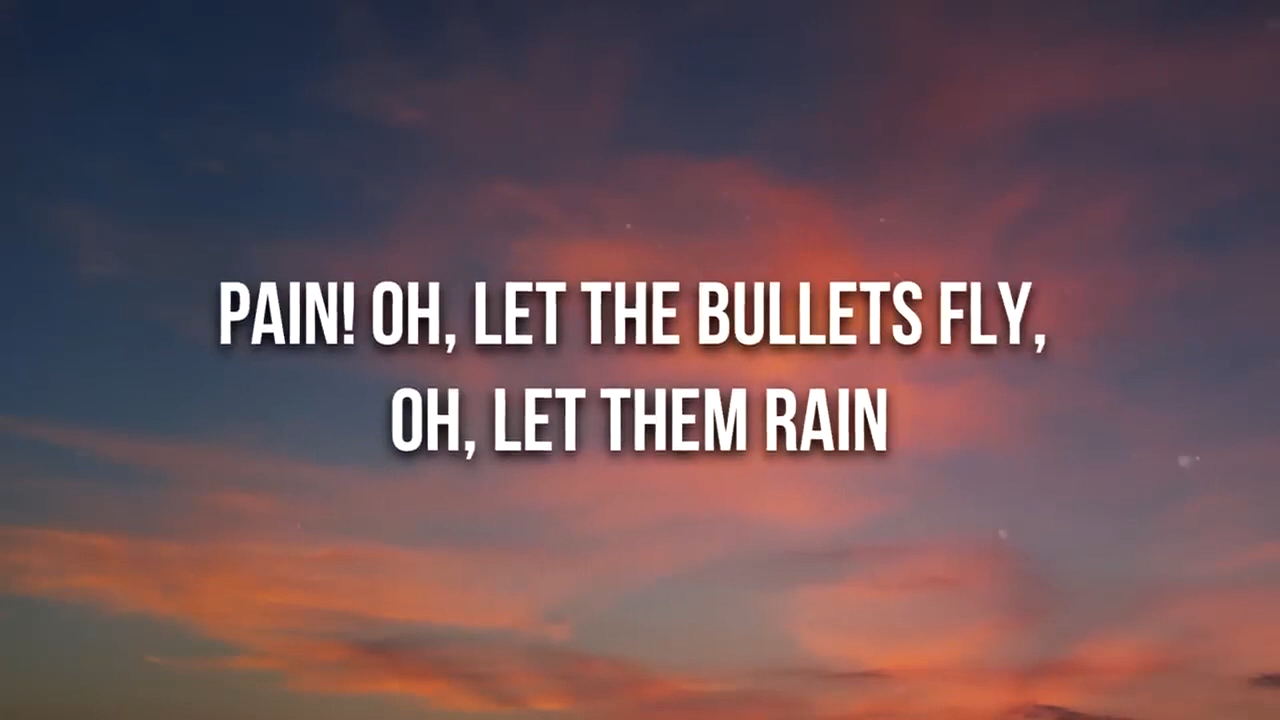 PAIN! OH, LET THE BULLETS FLY,
OH, LET THEM RAIN